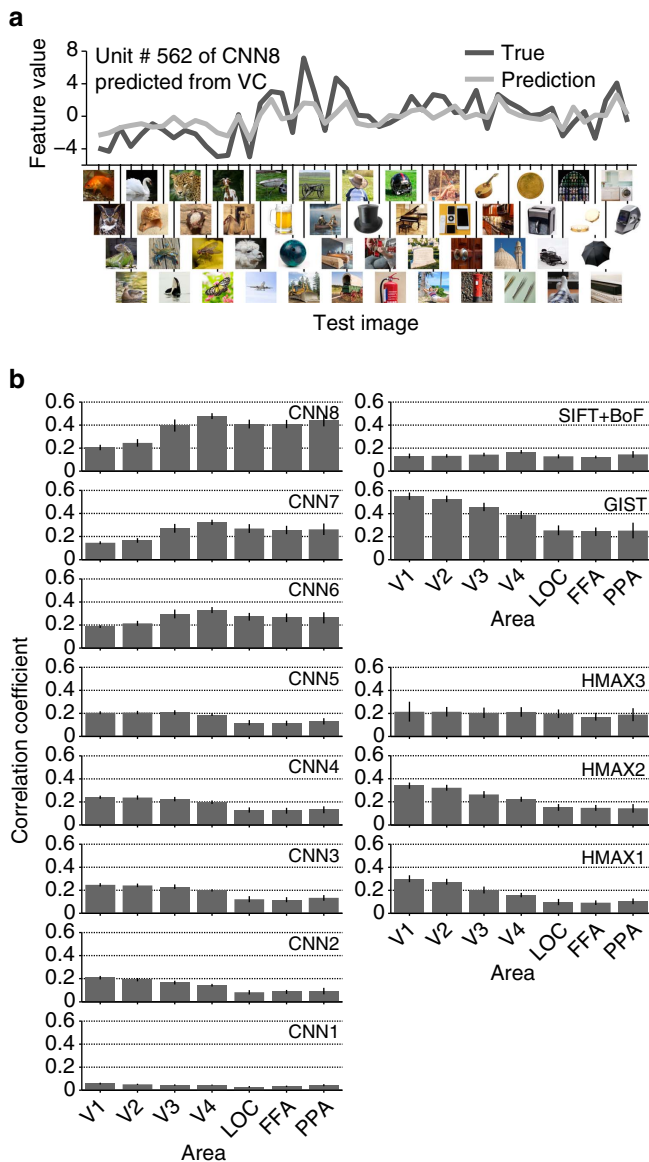 a
Unit # 562 of CNN8
predicted from VC
True
Prediction
Feature value
8
4
0
−4
Test image
b
Correlation coefficient
CNN8
0.6
0.4
0.2
0
CNN7
0.6
0.4
0.2
0
CNN6
0.6
0.4
0.2
0
CNN5
0.6
0.4
0.2
0
CNN4
0.6
0.4
0.2
0
CNN3
0.6
0.4
0.2
0
CNN2
0.6
0.4
0.2
0
CNN1
0.6
0.4
0.2
0
V1 V2 V3 V4 LOC FFA PPA
Area
SIFT+BoF
0.6
0.4
0.2
0
GIST
0.6
0.4
0.2
0
V1 V2 V3 V4 LOC FFA PPA
Area
HMAX3
0.6
0.4
0.2
0
HMAX2
0.6
0.4
0.2
0
HMAX1
0.6
0.4
0.2
0
V1 V2 V3 V4 LOC FFA PPA
Area